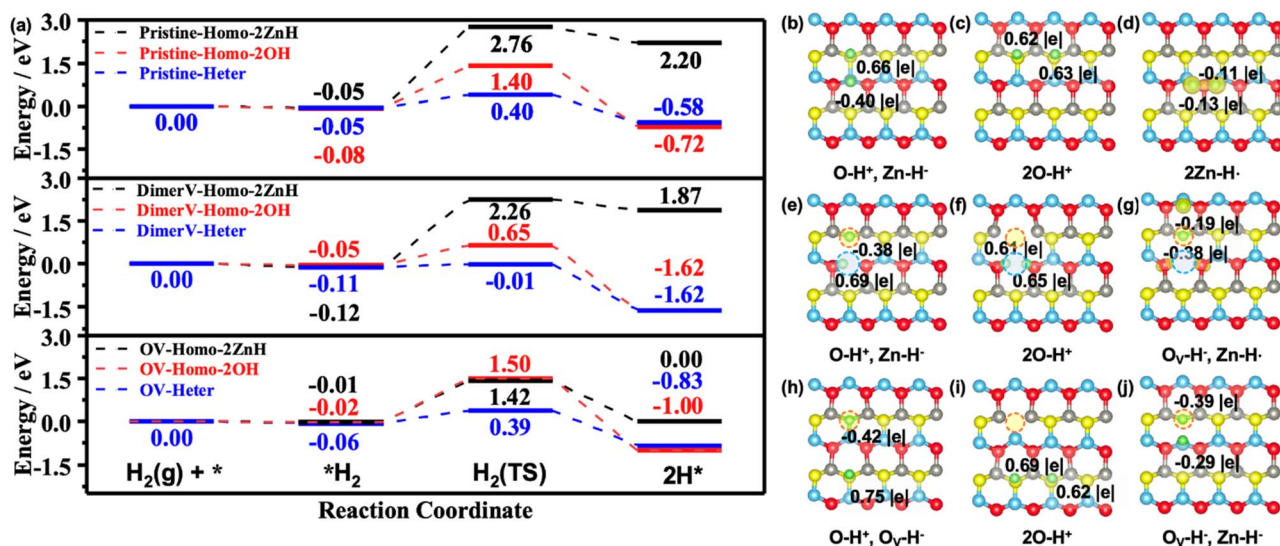 (a)
Energy / eV
3.0
1.5
0.0
-1.5
Pristine-Homo-2ZnH
Pristine-Homo-2OH
Pristine-Heter
0.00
-0.05
-0.05
-0.08
2.76
1.40
0.40
2.20
-0.58
-0.72
Energy / eV
3.0
1.5
0.0
-1.5
DimerV-Homo-2ZnH
DimerV-Homo-2OH
DimerV-Heter
0.00
-0.05
-0.11
-0.12
2.26
0.65
-0.01
1.87
-1.62
-1.62
Energy / eV
3.0
1.5
0.0
-1.5
OV-Homo-2ZnH
OV-Homo-2OH
OV-Heter
0.00
-0.01
-0.02
-0.06
1.50
1.42
0.39
0.00
-0.83
-1.00
H₂(g) + *
*H₂
H₂(TS)
2H*
Reaction Coordinate
(b)
0.66 |e|
-0.40 |e|
O-H⁺, Zn-H⁻
(c)
0.62 |e|
0.63 |e|
2O-H⁺
(d)
-0.11 |e|
-0.13 |e|
2Zn-H·
(e)
-0.38 |e|
0.69 |e|
O-H⁺, Zn-H⁻
(f)
0.61 |e|
0.65 |e|
2O-H⁺
(g)
-0.19 |e|
-0.38 |e|
Oᵥ-H⁻, Zn-H·
(h)
-0.42 |e|
0.75 |e|
O-H⁺, Oᵥ-H⁻
(i)
0.69 |e|
0.62 |e|
2O-H⁺
(j)
-0.39 |e|
-0.29 |e|
Oᵥ-H⁻, Zn-H⁻